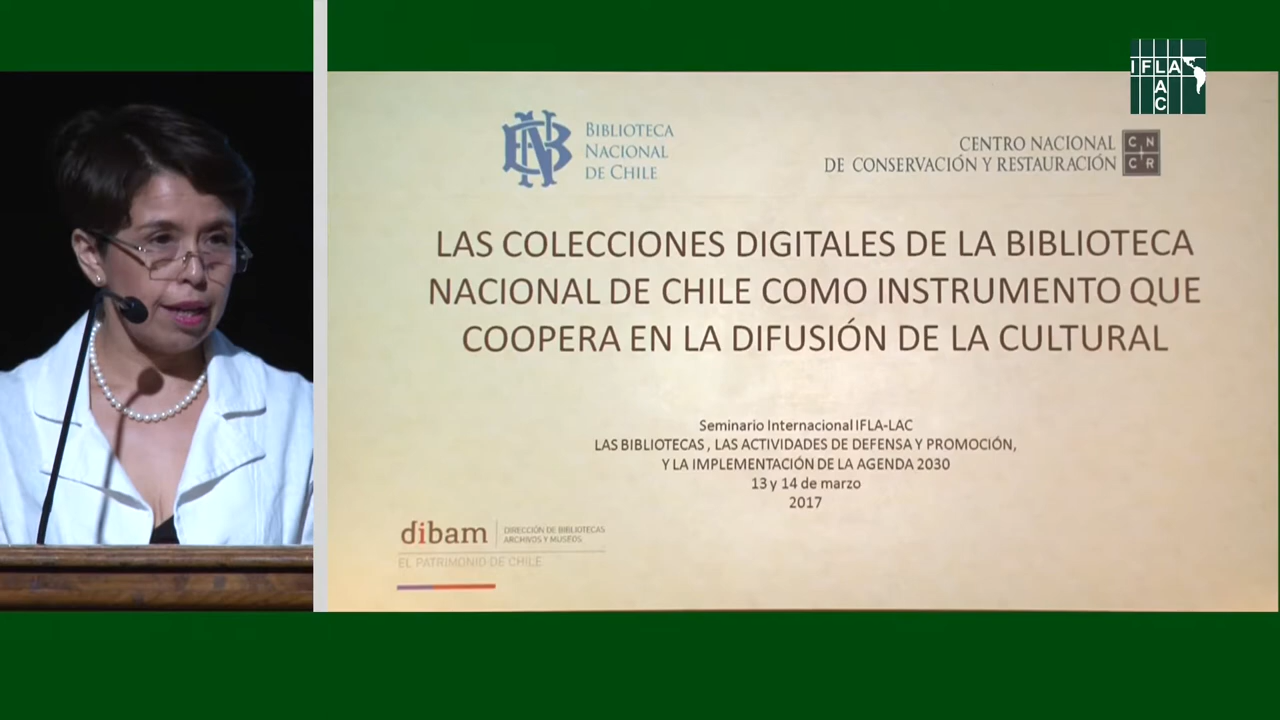 IFLA
LAC
BIBLIOTECA
NACIONAL
DE CHILE
CENTRO NACIONAL
DE CONSERVACIÓN Y RESTAURACIÓN
CN
CR
LAS COLECCIONES DIGITALES DE LA BIBLIOTECA
NACIONAL DE CHILE COMO INSTRUMENTO QUE
COOPERA EN LA DIFUSIÓN DE LA CULTURAL
Seminario Internacional IFLA-LAC
LAS BIBLIOTECAS , LAS ACTIVIDADES DE DEFENSA Y PROMOCIÓN,
Y LA IMPLEMENTACIÓN DE LA AGENDA 2030
13 y 14 de marzo
2017
dibam
DIRECCIÓN DE BIBLIOTECAS
ARCHIVOS Y MUSEOS
EL PATRIMONIO DE CHILE